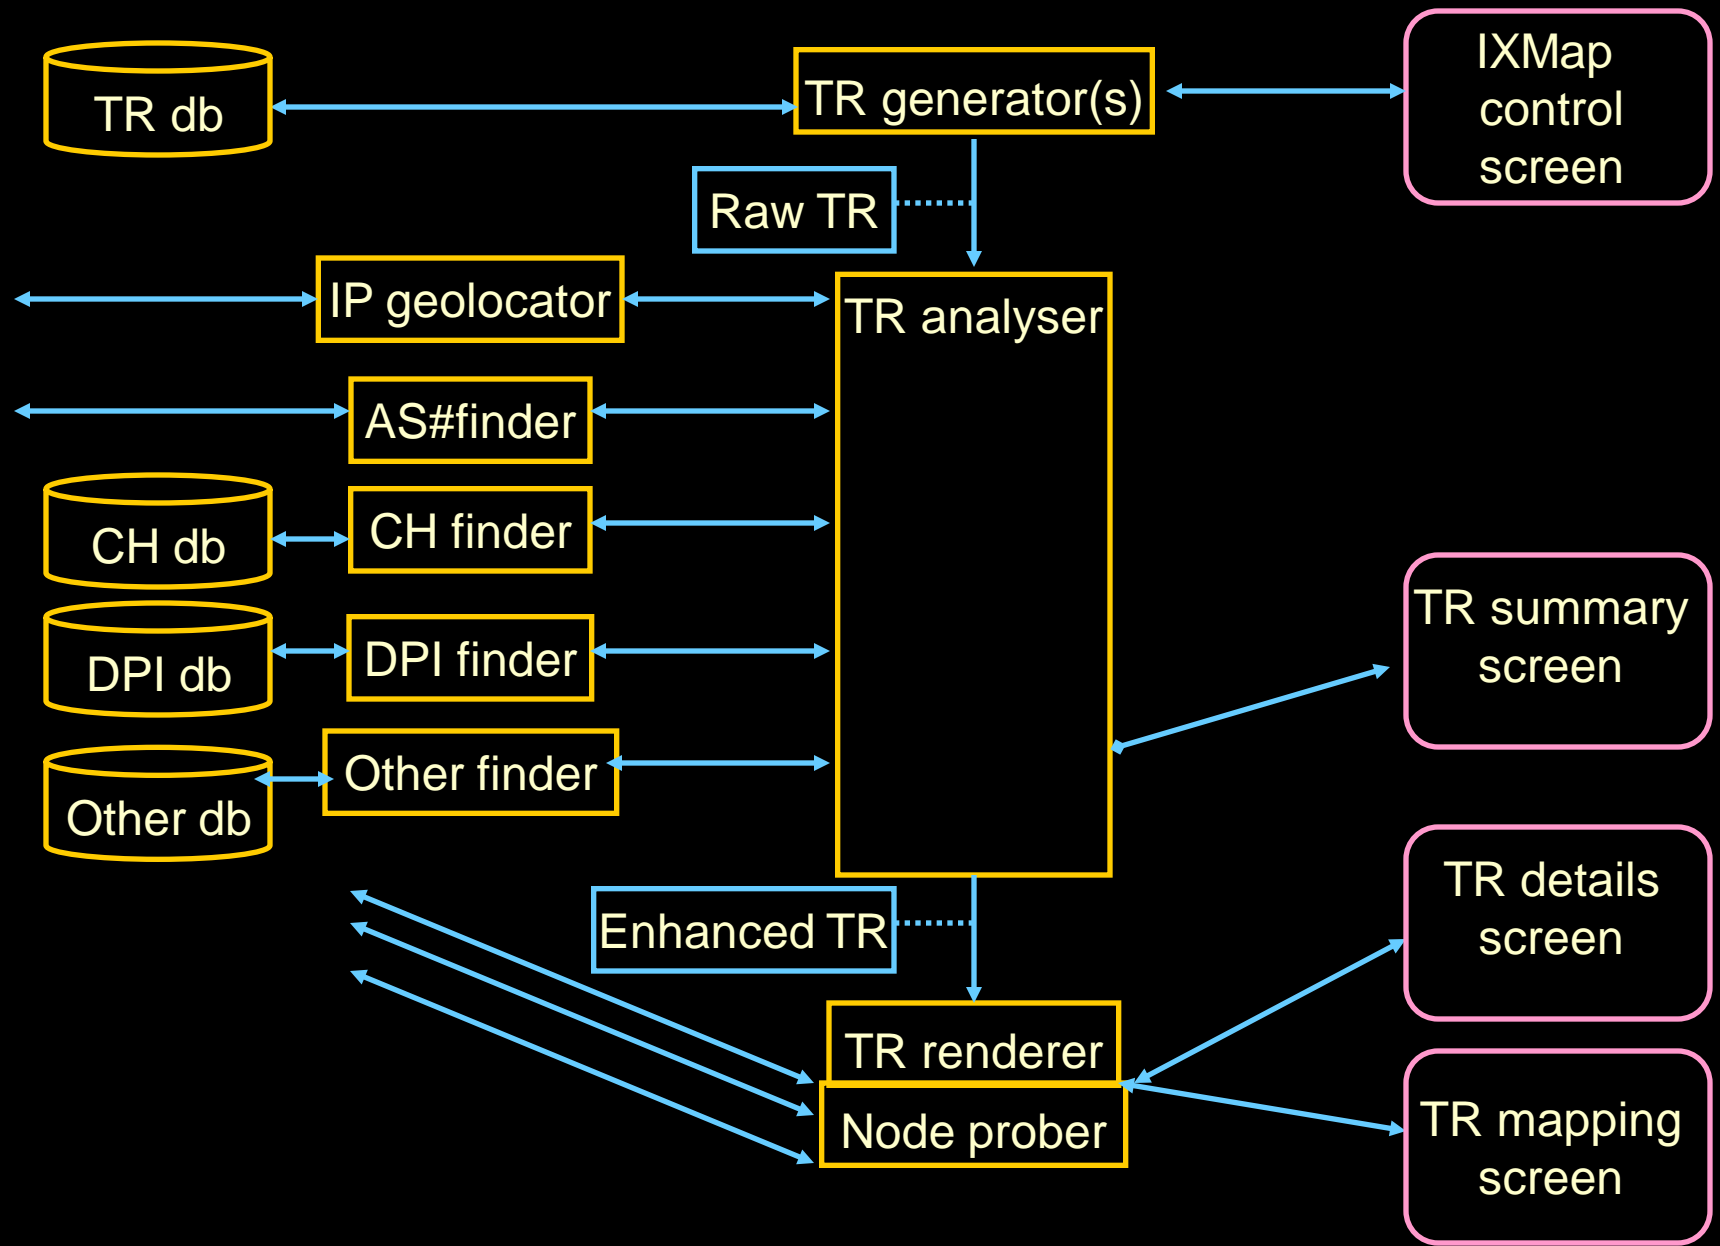 TR db
TR generator(s)
IXMap
control
screen
Raw TR
IP geolocator
TR analyser
AS#finder
CH db
CH finder
DPI db
DPI finder
TR summary
screen
Other db
Other finder
Enhanced TR
TR details
screen
TR renderer
Node prober
TR mapping
screen